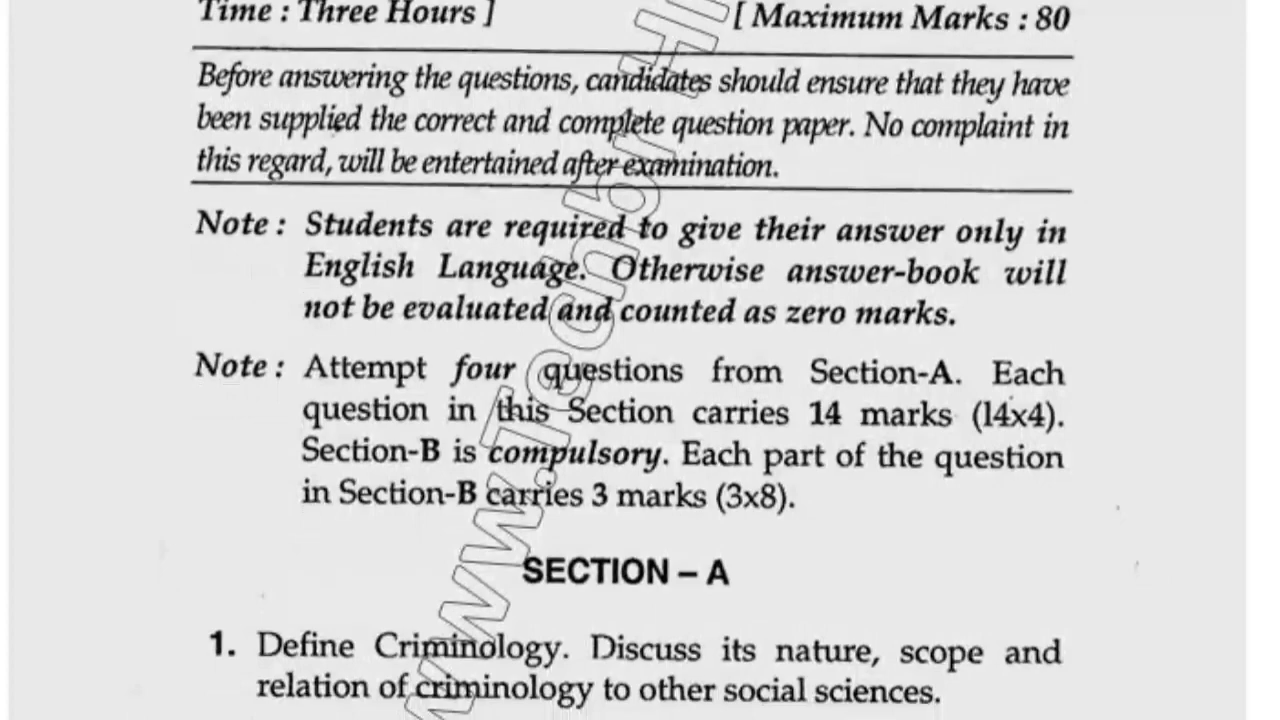 Time : Three Hours ]
[ Maximum Marks : 80
Before answering the questions, candidates should ensure that they have
been supplied the correct and complete question paper. No complaint in
this regard, will be entertained after examination.
Note : Students are required to give their answer only in
English Language. Otherwise answer-book will
not be evaluated and counted as zero marks.
Note : Attempt four questions from Section-A. Each
question in this Section carries 14 marks (14x4).
Section-B is compulsory. Each part of the question
in Section-B carries 3 marks (3x8).
SECTION – A
1. Define Criminology. Discuss its nature, scope and
relation of criminology to other social sciences.